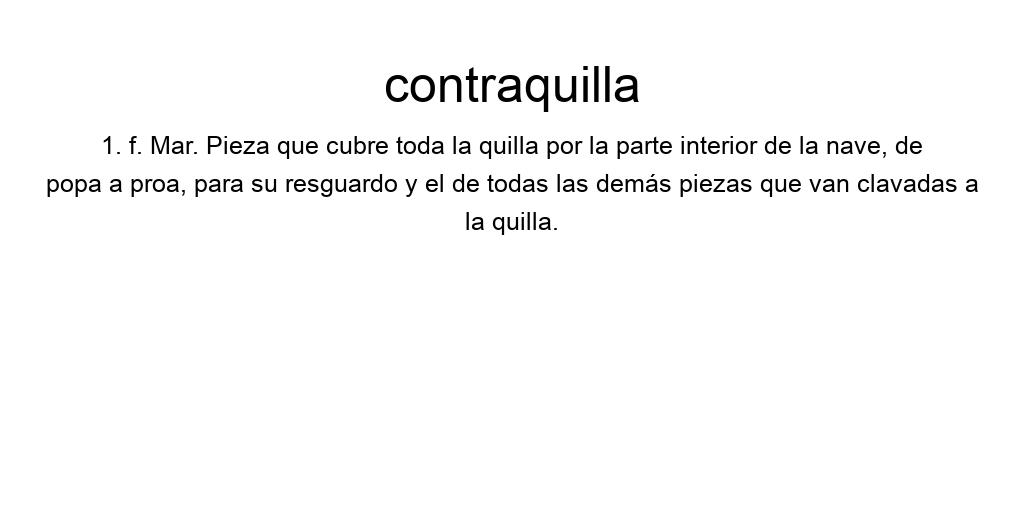 contraquilla
1. f. Mar. Pieza que cubre toda la quilla por la parte interior de la nave, de
popa a proa, para su resguardo y el de todas las demás piezas que van clavadas a
la quilla.